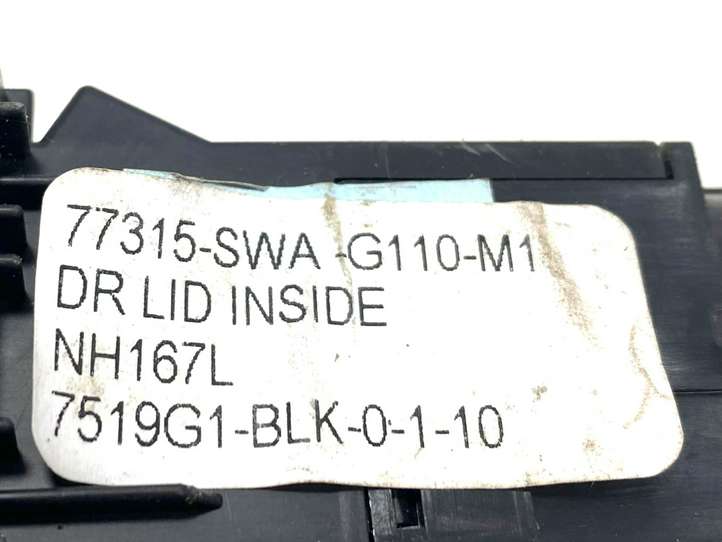 77315-SWA -G110-M1
DR LID INSIDE
NH167L
7519G1-BLK-0-1-10